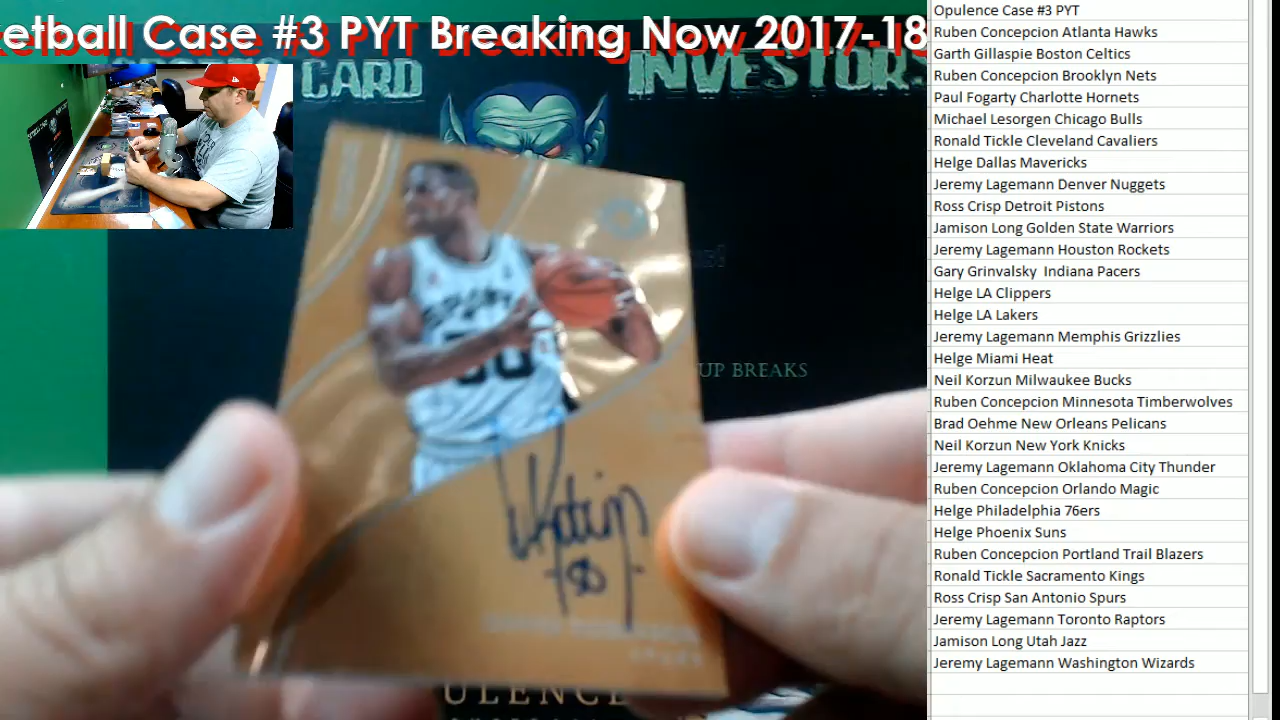 etball Case #3 PYT Breaking Now 2017-18
CARD INVESTORS
UP BREAKS
SPURS
50
50
SPURS
ULENCE
Opulence Case #3 PYT
Ruben Concepcion Atlanta Hawks
Garth Gillaspie Boston Celtics
Ruben Concepcion Brooklyn Nets
Paul Fogarty Charlotte Hornets
Michael Lesorgen Chicago Bulls
Ronald Tickle Cleveland Cavaliers
Helge Dallas Mavericks
Jeremy Lagemann Denver Nuggets
Ross Crisp Detroit Pistons
Jamison Long Golden State Warriors
Jeremy Lagemann Houston Rockets
Gary Grinvalsky  Indiana Pacers
Helge LA Clippers
Helge LA Lakers
Jeremy Lagemann Memphis Grizzlies
Helge Miami Heat
Neil Korzun Milwaukee Bucks
Ruben Concepcion Minnesota Timberwolves
Brad Oehme New Orleans Pelicans
Neil Korzun New York Knicks
Jeremy Lagemann Oklahoma City Thunder
Ruben Concepcion Orlando Magic
Helge Philadelphia 76ers
Helge Phoenix Suns
Ruben Concepcion Portland Trail Blazers
Ronald Tickle Sacramento Kings
Ross Crisp San Antonio Spurs
Jeremy Lagemann Toronto Raptors
Jamison Long Utah Jazz
Jeremy Lagemann Washington Wizards